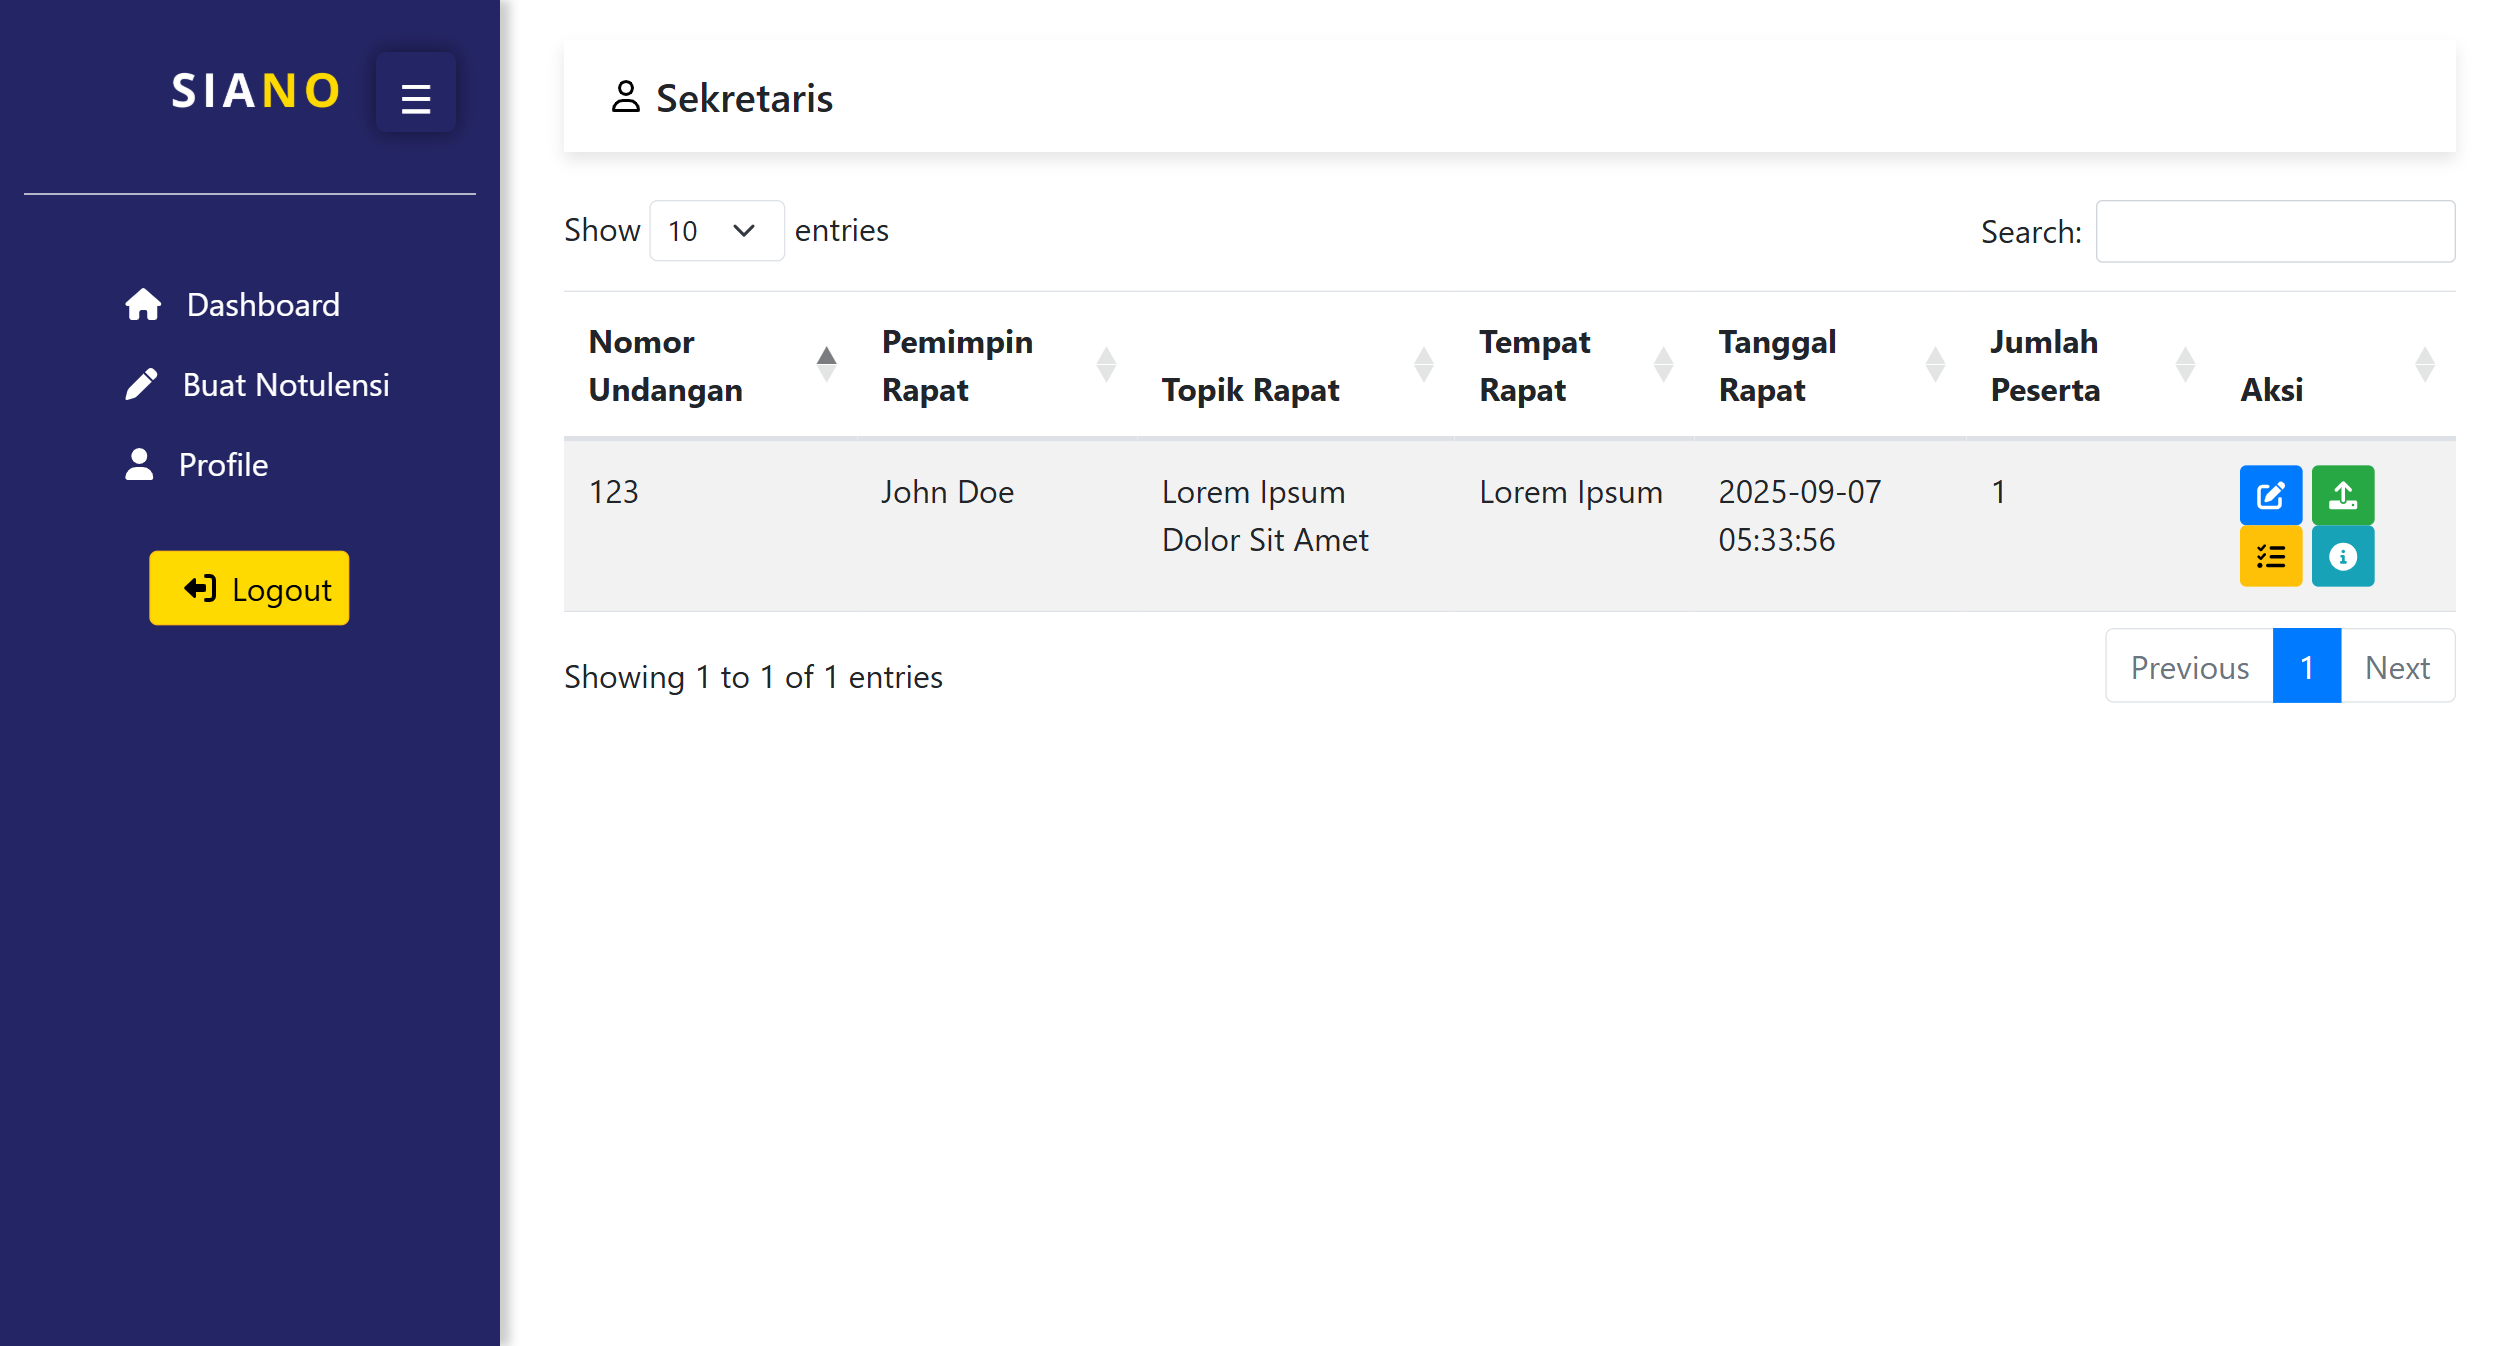 SIANO
Dashboard
Buat Notulensi
Profile
Logout
Sekretaris
Show 10 entries
Search:
Nomor Undangan
Pemimpin Rapat
Topik Rapat
Tempat Rapat
Tanggal Rapat
Jumlah Peserta
Aksi
123
John Doe
Lorem Ipsum
Dolor Sit Amet
Lorem Ipsum
2025-09-07
05:33:56
1
Showing 1 to 1 of 1 entries
Previous 1 Next